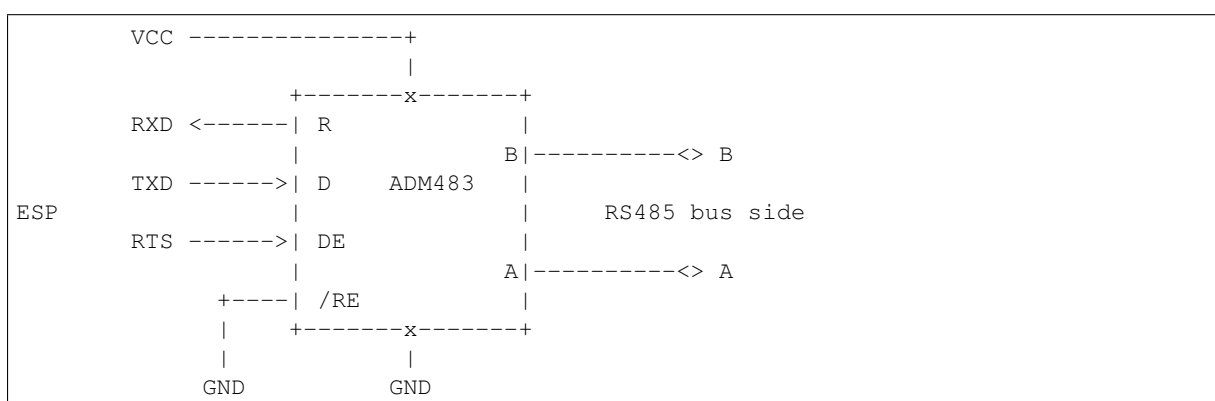 VCC ---------------+
|
+-------x-------+
RXD <------| R |
| B|----------<> B
TXD ------>| D ADM483 |
ESP | | RS485 bus side
RTS ------>| DE |
| A|----------<> A
+----| /RE |
| +-------x-------+
| |
GND GND